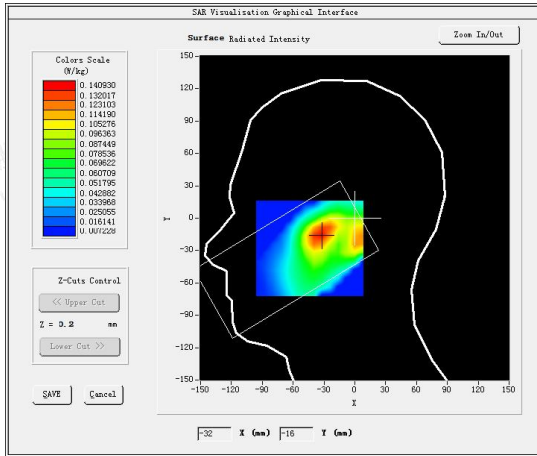 SAR Visualisation Graphical Interface
Surface Radiated Intensity
Zoom In/Out
Colors Scale
(W/kg)
0.140930
0.132017
0.123103
0.114190
0.105276
0.096363
0.087449
0.078536
0.069622
0.060709
0.051795
0.042882
0.033968
0.025055
0.01641
0.007228
Z-Cuts Control
<< Upper Cut
Z = 0.2 mm
Lower Cut >>
SAVE Cancel
150
120
90
60
30
0
-30
-60
-90
-120
-150
Y
-150 -120 -90 -60 -30 0 30 60 90 120 150
X
-32 X (mm) -16 Y (mm)